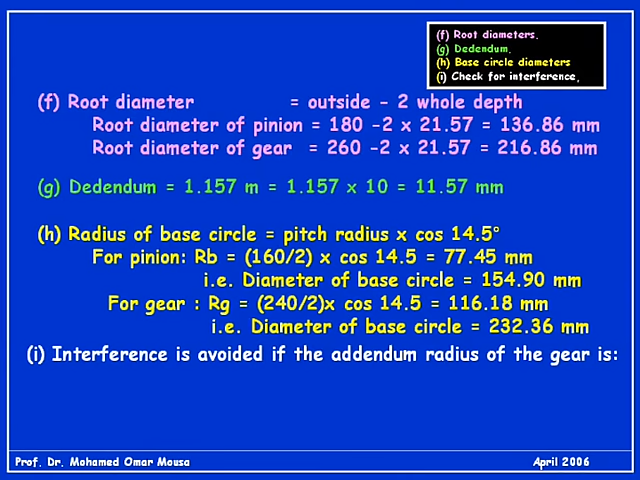 (f) Root diameters.
(g) Dedendum.
(h) Base circle diameters
(i) Check for interference.
(f) Root diameter = outside - 2 whole depth
Root diameter of pinion = 180 -2 x 21.57 = 136.86 mm
Root diameter of gear = 260 -2 x 21.57 = 216.86 mm
(g) Dedendum = 1.157 m = 1.157 x 10 = 11.57 mm
(h) Radius of base circle = pitch radius x cos 14.5°
For pinion: Rb = (160/2) x cos 14.5 = 77.45 mm
i.e. Diameter of base circle = 154.90 mm
For gear : Rg = (240/2)x cos 14.5 = 116.18 mm
i.e. Diameter of base circle = 232.36 mm
(i) Interference is avoided if the addendum radius of the gear is:
Prof. Dr. Mohamed Omar Mousa April 2006